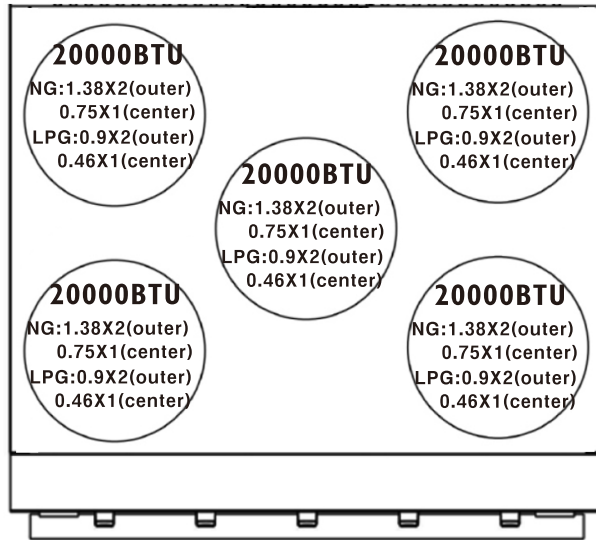 20000BTU
NG:1.38X2(outer)
0.75X1(center)
LPG:0.9X2(outer)
0.46X1(center)
20000BTU
NG:1.38X2(outer)
0.75X1(center)
LPG:0.9X2(outer)
0.46X1(center)
20000BTU
NG:1.38X2(outer)
0.75X1(center)
LPG:0.9X2(outer)
0.46X1(center)
20000BTU
NG:1.38X2(outer)
0.75X1(center)
LPG:0.9X2(outer)
0.46X1(center)
20000BTU
NG:1.38X2(outer)
0.75X1(center)
LPG:0.9X2(outer)
0.46X1(center)